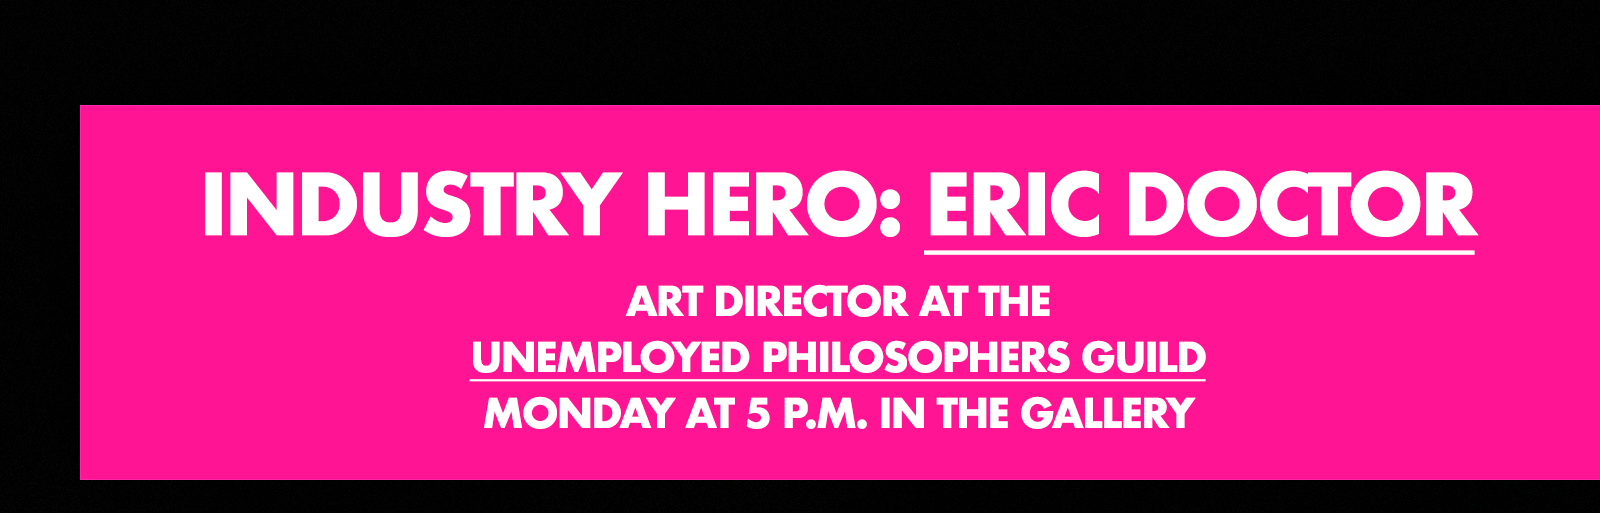 INDUSTRY HERO: ERIC DOCTOR
ART DIRECTOR AT THE
UNEMPLOYED PHILOSOPHERS GUILD
MONDAY AT 5 P.M. IN THE GALLERY